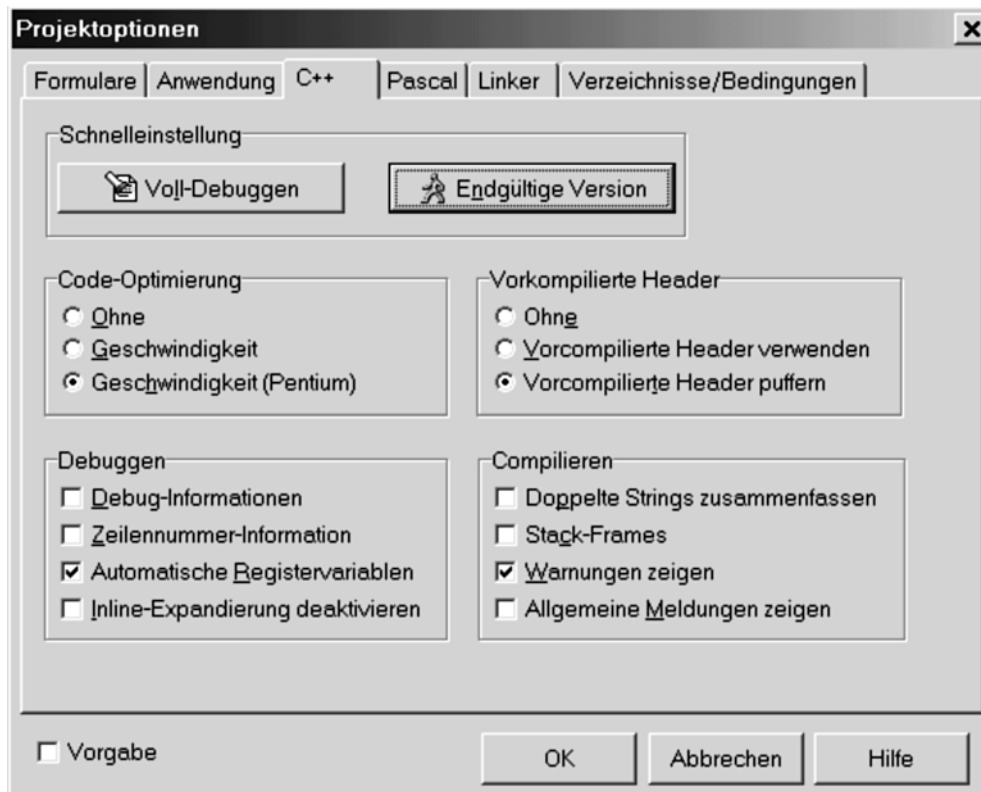 Projektoptionen
Formulare Anwendung C++ Pascal Linker Verzeichnisse/Bedingungen
Schnelleinstellung
Voll-Debuggen Endgültige Version
Code-Optimierung
Ohne
Geschwindigkeit
Geschwindigkeit (Pentium)
Vorkompilierte Header
Ohne
Vorcompilierte Header verwenden
Vorcompilierte Header puffern
Debuggen
Debug-Informationen
Zeilennummer-Information
Automatische Registervariablen
Inline-Expandierung deaktivieren
Compilieren
Doppelte Strings zusammenfassen
Stack-Frames
Warnungen zeigen
Allgemeine Meldungen zeigen
Vorgabe
OK Abbrechen Hilfe